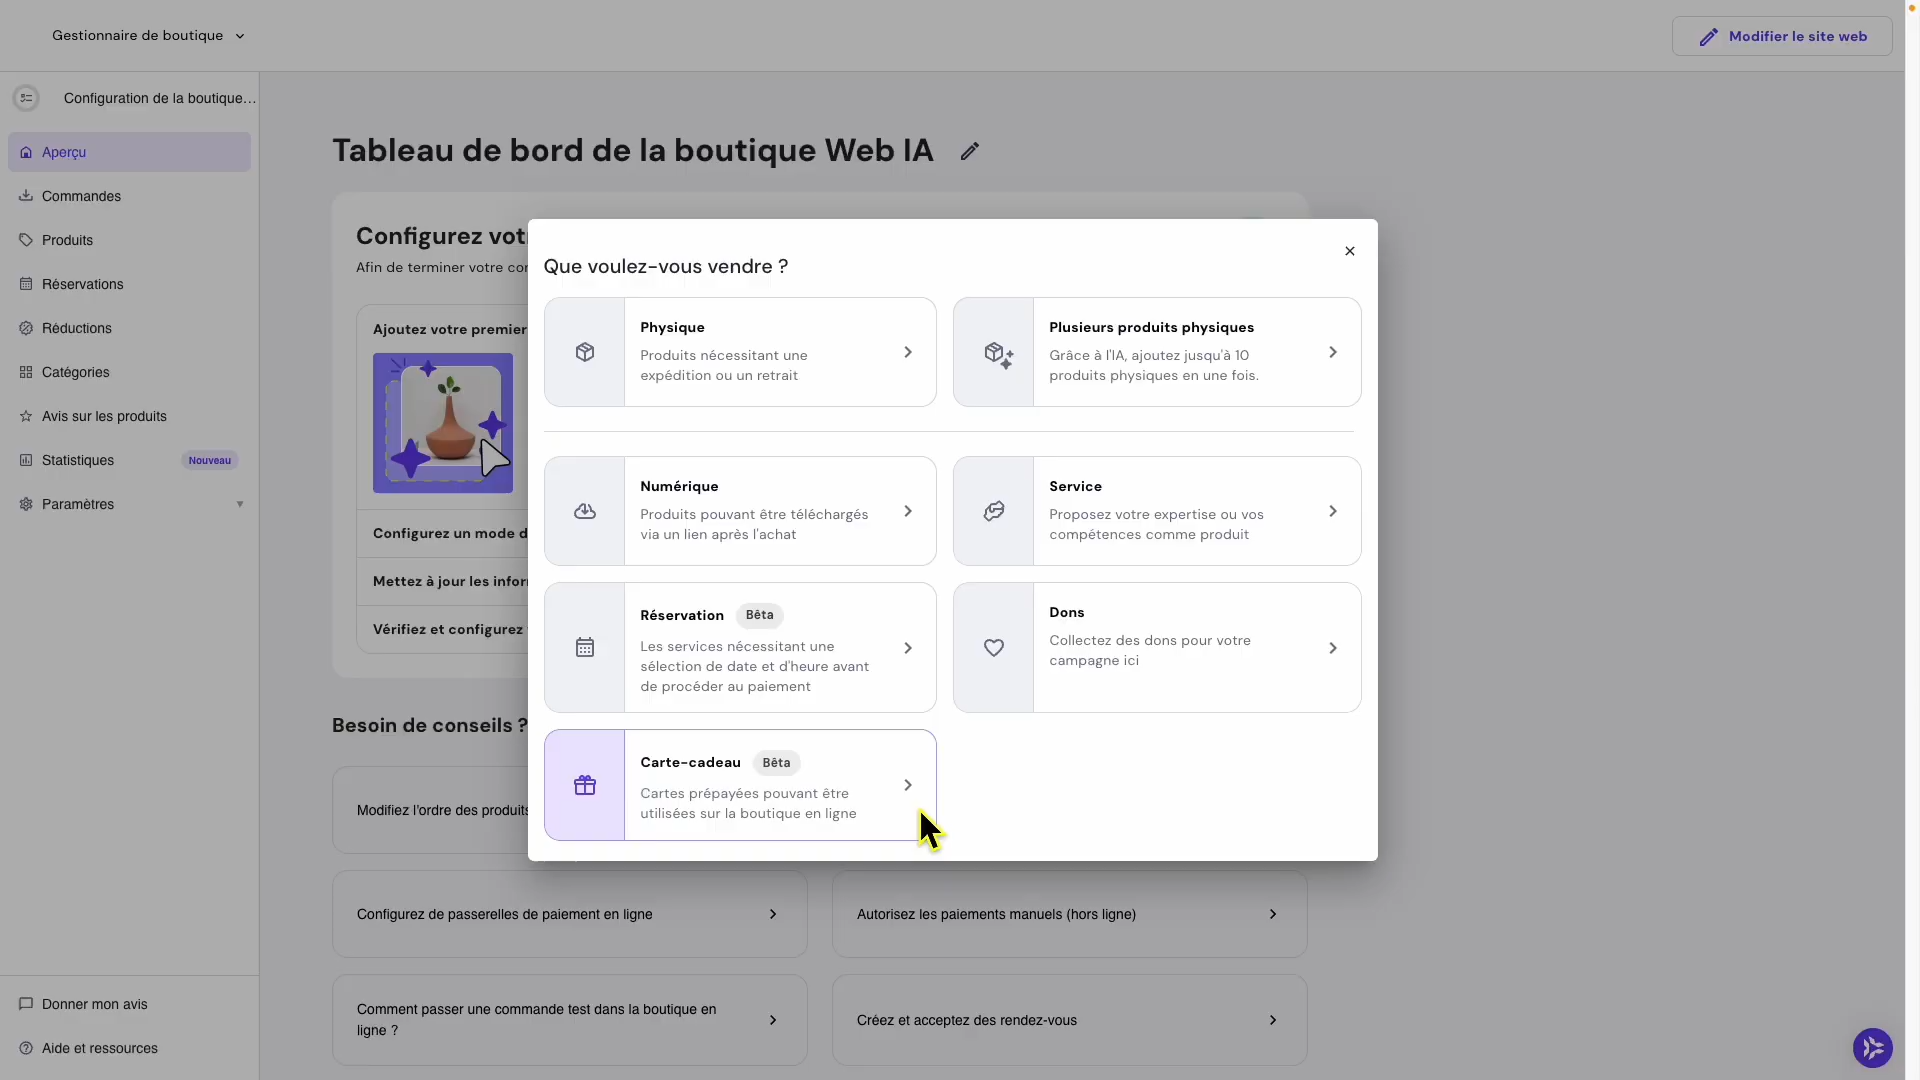 Gestionnaire de boutique
Modifier le site web
Configuration de la boutique...
Aperçu
Commandes
Produits
Réservations
Réductions
Catégories
Avis sur les produits
Statistiques
Nouveau
Paramètres
Donner mon avis
Aide et ressources
Tableau de bord de la boutique Web IA
Configurez
Afin de terminer votre
Ajoutez votre premier
Configurez un mode
Mettez à jour les
Vérifiez et configurez
Besoin de conseils ?
Modifiez l'ordre des produits
Configurez de passerelles de paiement en ligne
Autorisez les paiements manuels (hors ligne)
Comment passer une commande test dans la boutique en
ligne ?
Créez et acceptez des rendez-vous
Que voulez-vous vendre ?
Physique
Produits nécessitant une
expédition ou un retrait
Plusieurs produits physiques
Grâce à l'IA, ajoutez jusqu'à 10
produits physiques en une fois.
Numérique
Produits pouvant être téléchargés
via un lien après l'achat
Service
Proposez votre expertise ou vos
compétences comme produit
Réservation Bêta
Les services nécessitant une
sélection de date et d'heure avant
de procéder au paiement
Dons
Collectez des dons pour votre
campagne ici
Carte-cadeau Bêta
Cartes prépayées pouvant être
utilisées sur la boutique en ligne